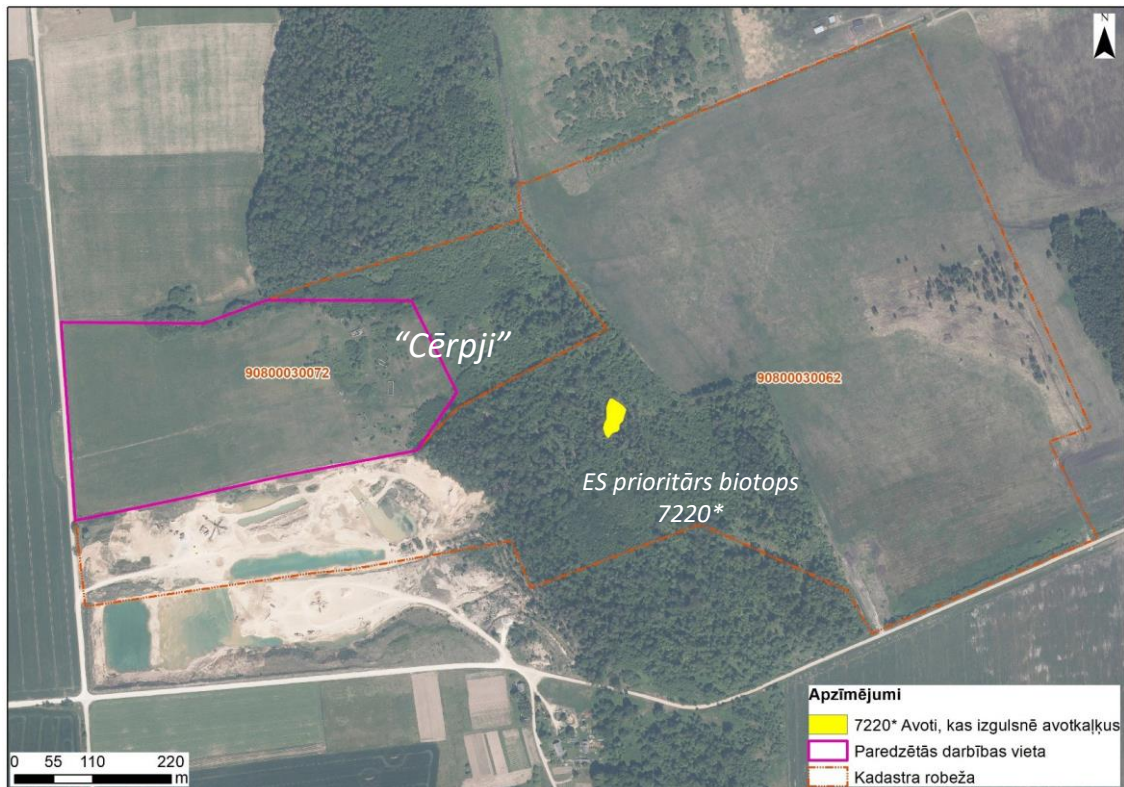 N
“Cērpji”
90800030072
90800030062
ES prioritārs biotops
7220*
Apzīmējumi
7220* Avoti, kas izgulsnē avotkaļķus
Paredzētās darbības vieta
Kadastra robeža
0 55 110 220
m